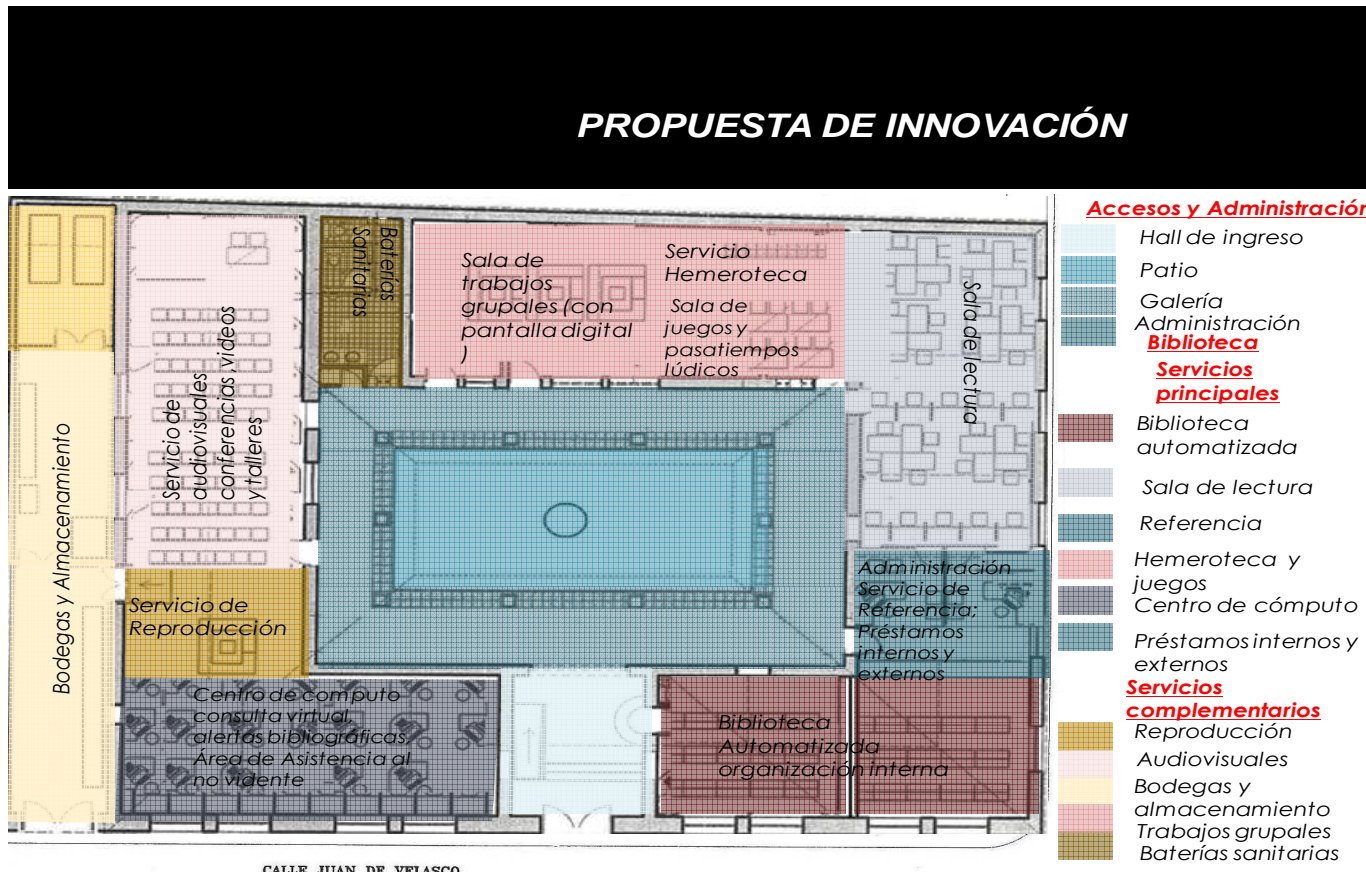 PROPUESTA DE INNOVACIÓN
Bodegas y Almacenamiento
Servicio de
audiovisuales
conferencias ,videos
y talleres
Baterías
Sanitarios
Sala de
trabajos
grupales (con
pantalla digital
)
Servicio
Hemeroteca
Sala de
juegos y
pasatiempos
lúdicos
Sala de lectura
Servicio de
Reproducción
Administración
Servicio de
Referencia;
Préstamos
internos y
externos
Centro de cómputo
consulta virtual,
alertas bibliográficas,
Área de Asistencia al
no vidente
Biblioteca
Automatizada
organización interna
CALLE JUAN DE VELASCO
Accesos y Administración
Hall de ingreso
Patio
Galería
Administración
Biblioteca
Servicios
principales
Biblioteca
automatizada
Sala de lectura
Referencia
Hemeroteca y
juegos
Centro de cómputo
Préstamos internos y
externos
Servicios
complementarios
Reproducción
Audiovisuales
Bodegas y
almacenamiento
Trabajos grupales
Baterías sanitarias